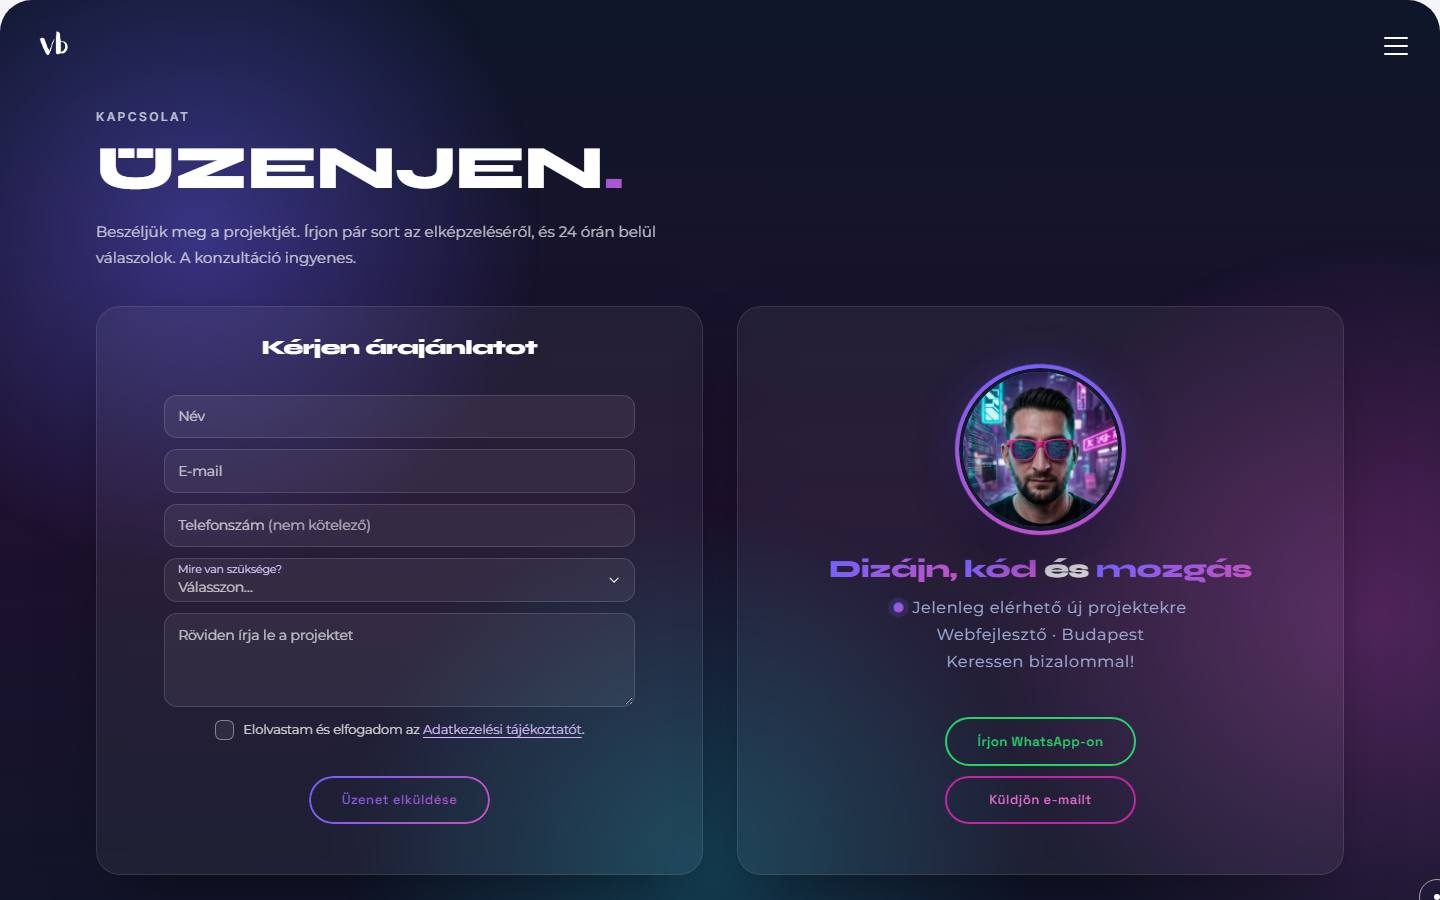 vb
KAPCSOLAT
ÜZENJEN.
Beszéljük meg a projektjét. Írjon pár sort az elképzeléséről, és 24 órán belül
válaszolok. A konzultáció ingyenes.
Kérjen árajánlatot
Név
E-mail
Telefonszám (nem kötelező)
Mire van szüksége?
Válasszon...
Röviden írja le a projektet
Elolvastam és elfogadom az Adatkezelési tájékoztatót.
Üzenet elküldése
Dizájn, kód és mozgás
Jelenleg elérhető új projektekre
Webfejlesztő · Budapest
Keressen bizalommal!
Írjon WhatsApp-on
Küldjön e-mailt